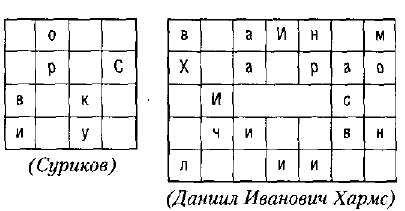 о
р С
в к
и у
(Суриков)
в а И н м
Х а р а о
И с
ч и в н
л и и
(Даниил Иванович Хармс)